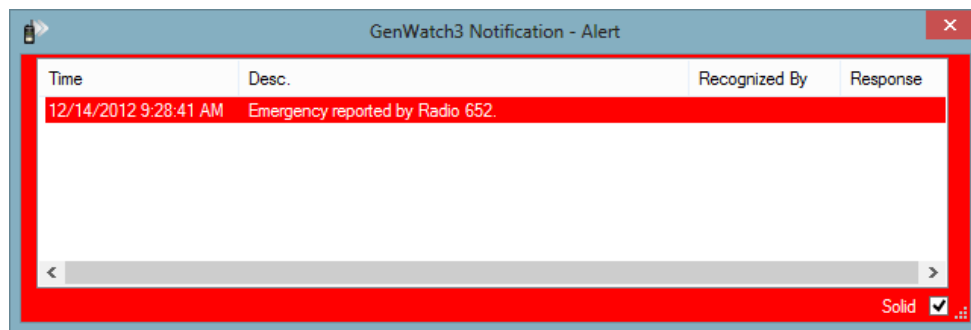 GenWatch3 Notification - Alert
Time Desc. Recognized By Response
12/14/2012 9:28:41 AM Emergency reported by Radio 652.
Solid